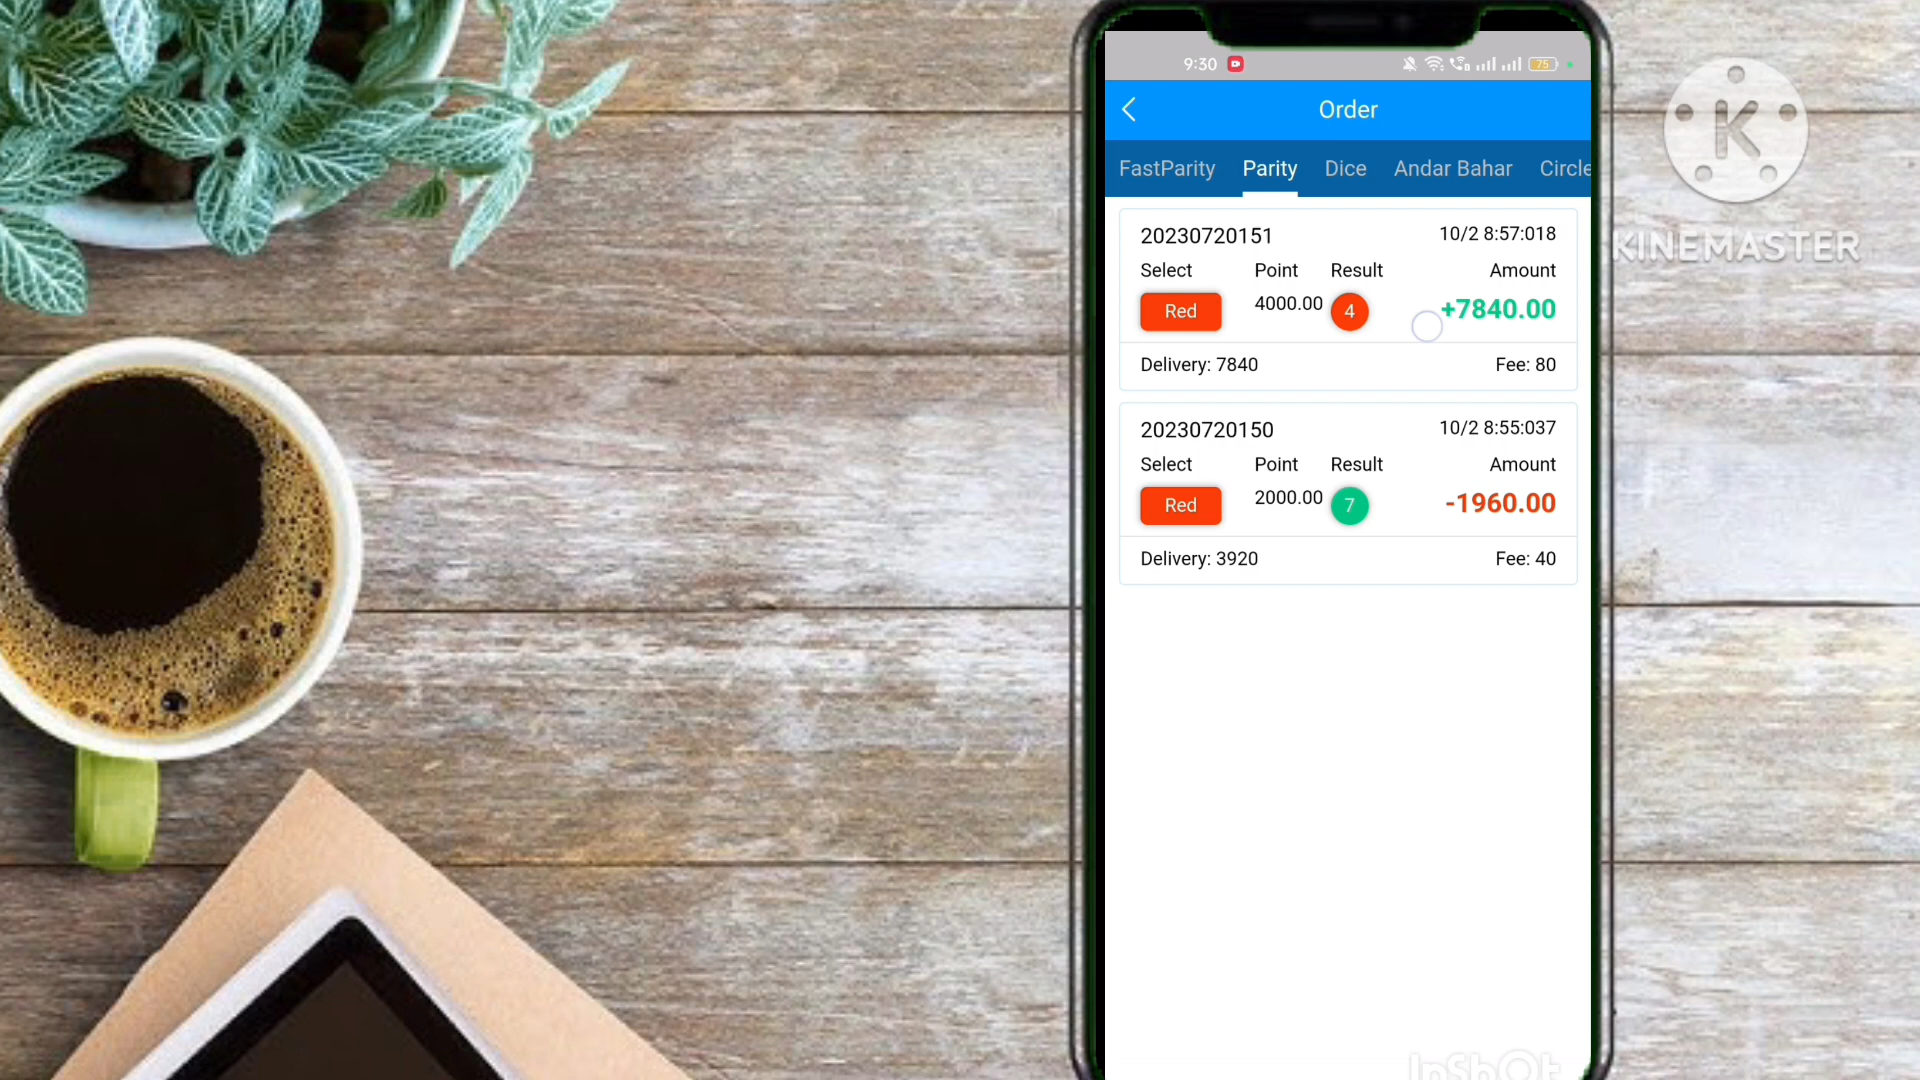 9:30
75
Order
FastParity Parity Dice Andar Bahar Circle
20230720151 10/2 8:57:018
Select Point Result Amount
Red 4000.00 4 +7840.00
Delivery: 7840 Fee: 80
20230720150 10/2 8:55:037
Select Point Result Amount
Red 2000.00 7 -1960.00
Delivery: 3920 Fee: 40
K
KINEMASTER
InShOt